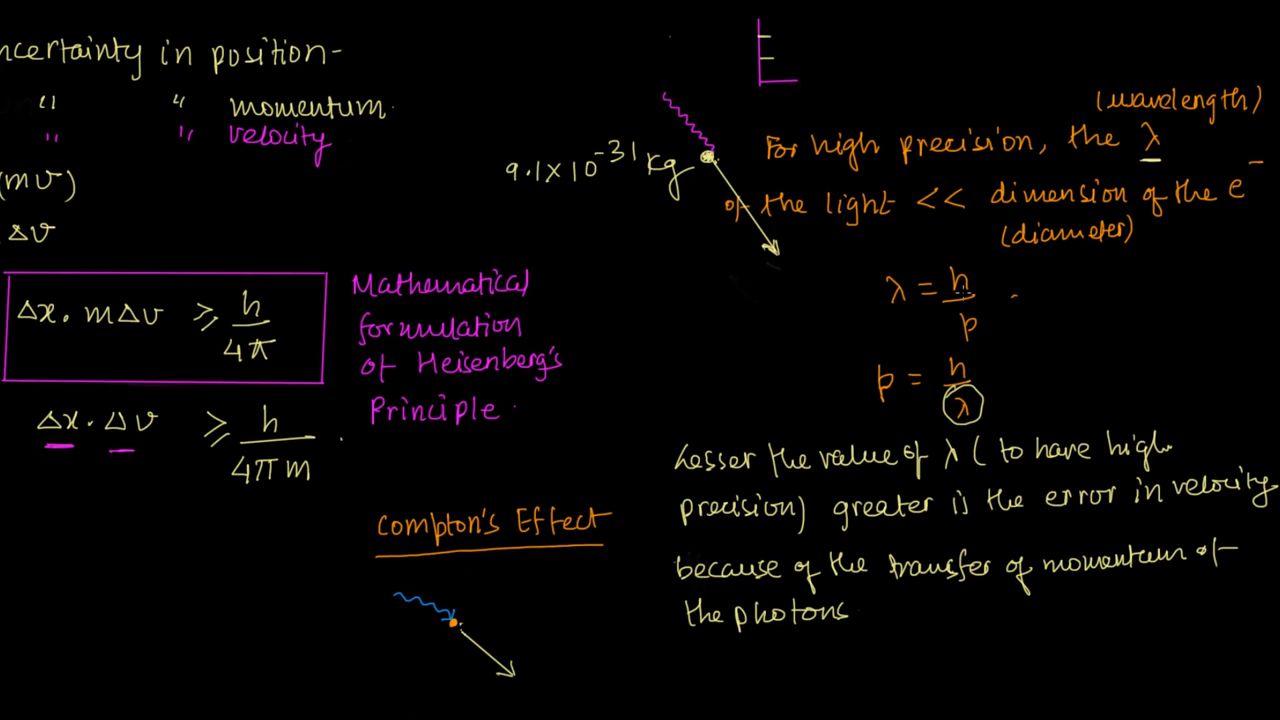 ncertainty in position-
" " momentum.
" " velocity
(mv)
Δv
Δx. mΔv ≥ h/4π
Mathematical
formulation
of Heisenberg's
Principle.
Δx. Δv ≥ h/4πm.
Compton's Effect
9.1×10⁻³¹ kg
(wavelength)
For high precision, the λ
of the light << dimension of the e⁻
(diameter)
λ = h/p .
p = h/λ
Lesser the value of λ ( to have high
precision) greater is the error in velocity
because of the transfer of momentum of
the photons